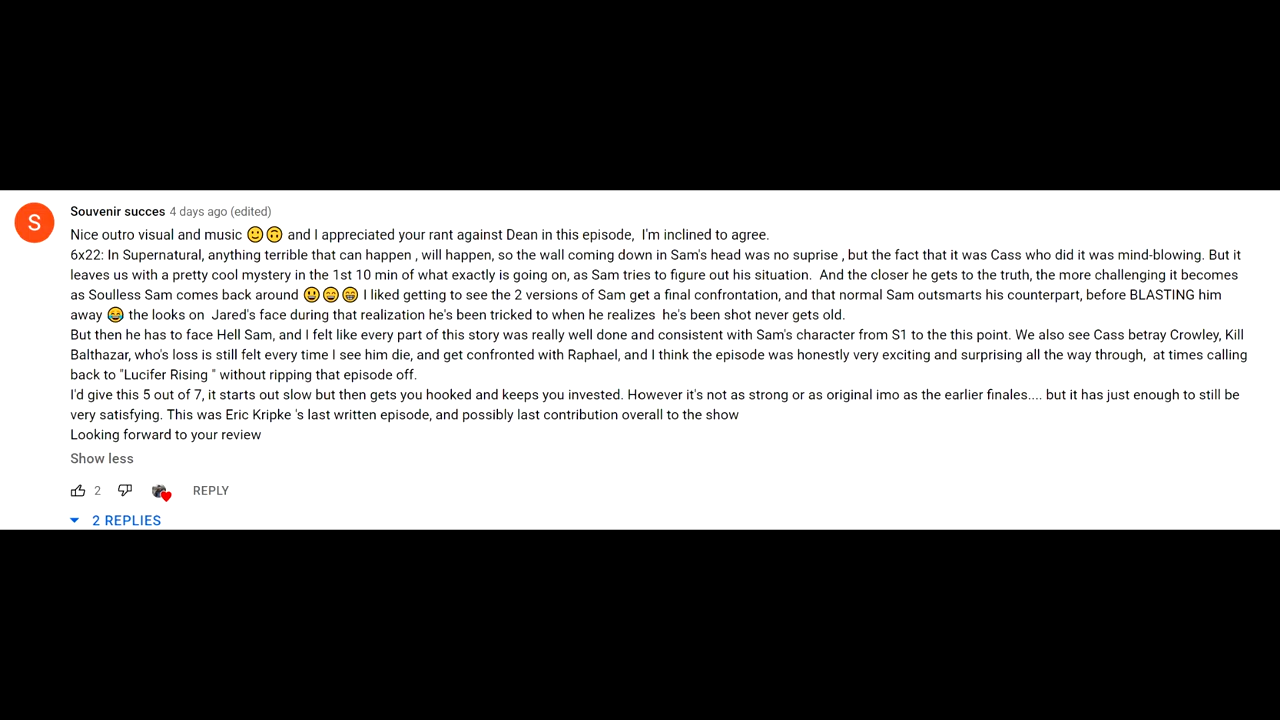 S
Souvenir succes 4 days ago (edited)
Nice outro visual and music 🙂🙃 and I appreciated your rant against Dean in this episode, I'm inclined to agree.
6x22: In Supernatural, anything terrible that can happen , will happen, so the wall coming down in Sam's head was no suprise , but the fact that it was Cass who did it was mind-blowing. But it
leaves us with a pretty cool mystery in the 1st 10 min of what exactly is going on, as Sam tries to figure out his situation. And the closer he gets to the truth, the more challenging it becomes
as Soulless Sam comes back around 😃😄😁 I liked getting to see the 2 versions of Sam get a final confrontation, and that normal Sam outsmarts his counterpart, before BLASTING him
away 😂 the looks on Jared's face during that realization he's been tricked to when he realizes he's been shot never gets old.
But then he has to face Hell Sam, and I felt like every part of this story was really well done and consistent with Sam's character from S1 to the this point. We also see Cass betray Crowley, Kill
Balthazar, who's loss is still felt every time I see him die, and get confronted with Raphael, and I think the episode was honestly very exciting and surprising all the way through, at times calling
back to "Lucifer Rising " without ripping that episode off.
I'd give this 5 out of 7, it starts out slow but then gets you hooked and keeps you invested. However it's not as strong or as original imo as the earlier finales.... but it has just enough to still be
very satisfying. This was Eric Kripke 's last written episode, and possibly last contribution overall to the show
Looking forward to your review
Show less
2 REPLY
2 REPLIES